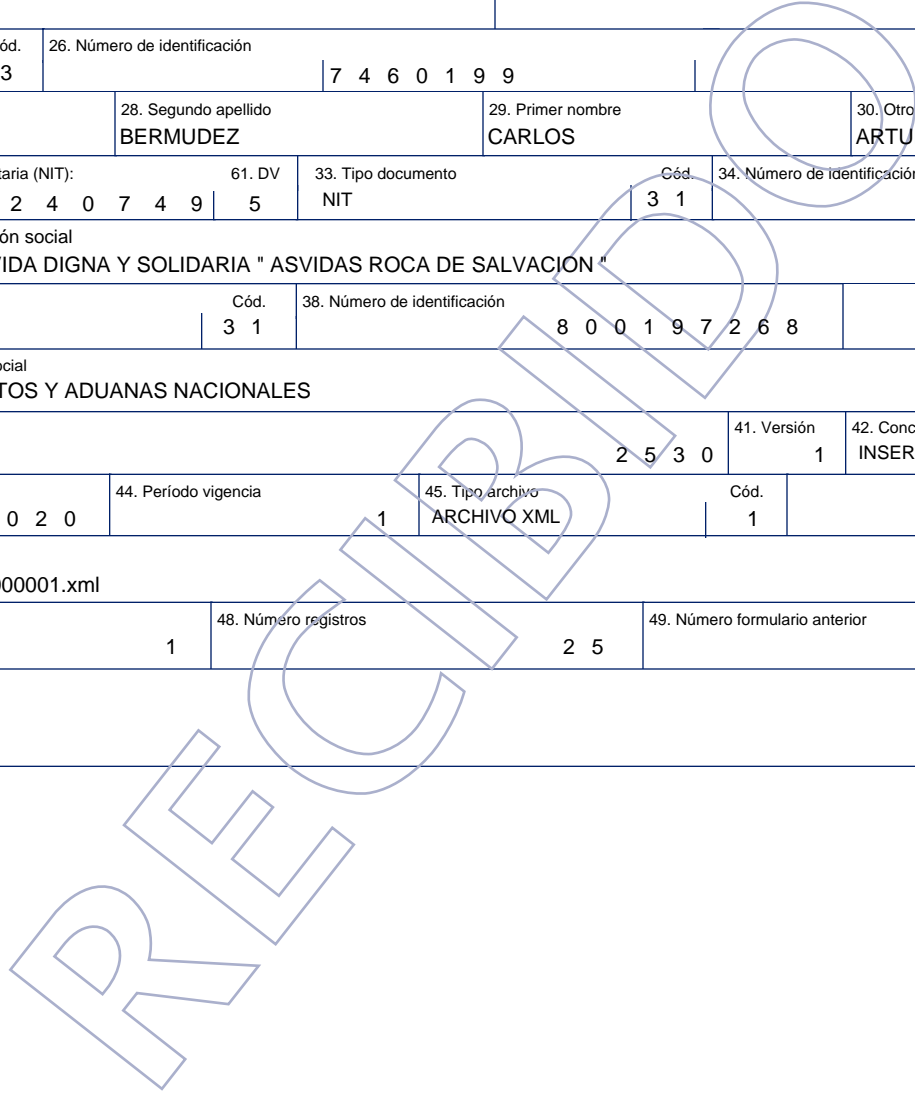 ód. 26. Número de identificación
3 7 4 6 0 1 9 9
28. Segundo apellido 29. Primer nombre 30. Otro
BERMUDEZ CARLOS ARTU
taria (NIT): 61. DV 33. Tipo documento Cód. 34. Número de identificación
2 4 0 7 4 9 5 NIT 3 1
ón social
VIDA DIGNA Y SOLIDARIA " ASVIDAS ROCA DE SALVACION "
Cód. 38. Número de identificación
3 1 8 0 0 1 9 7 2 6 8
ocial
TOS Y ADUANAS NACIONALES
41. Versión 42. Conc
2 5 3 0 1 INSER
44. Período vigencia 45. Tipo archivo Cód.
0 2 0 1 ARCHIVO XML 1
000001.xml
48. Número registros 49. Número formulario anterior
1 2 5
RECIBIDO